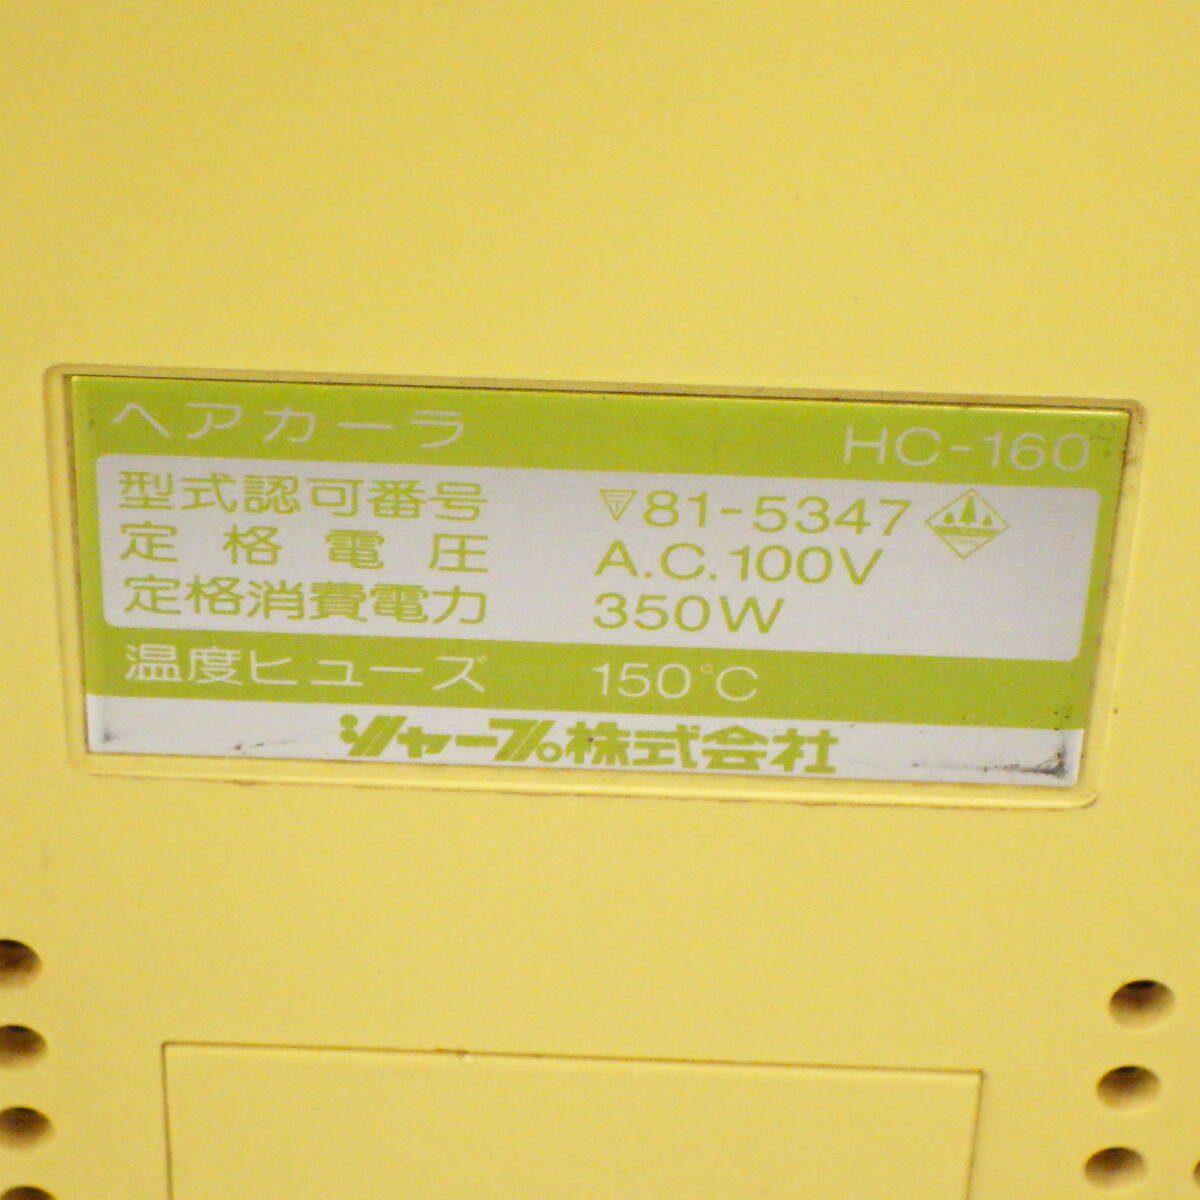 ヘアカーラ HC-160
型式認可番号 81-5347
定格電圧 A.C.100V
定格消費電力 350W
温度ヒューズ 150°C
シャープ株式会社